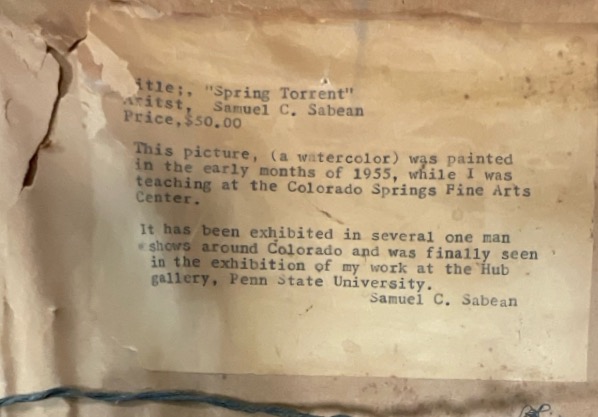 itle;, "Spring Torrent"
Aritst, Samuel C. Sabean
Price,$50.00
This picture, (a watercolor) was painted
in the early months of 1955, while I was
teaching at the Colorado Springs Fine Arts
Center.
It has been exhibited in several one man
shows around Colorado and was finally seen
in the exhibition of my work at the Hub
gallery, Penn State University.
Samuel C. Sabean